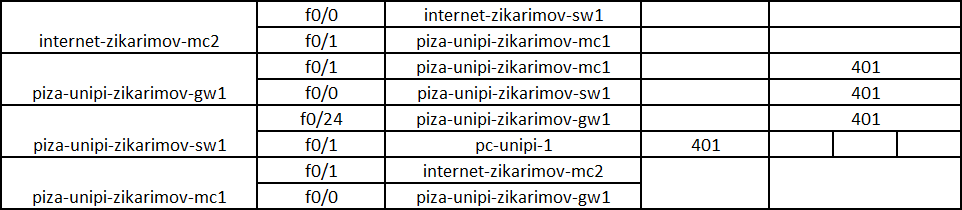 f0/0 internet-zikarimov-sw1
internet-zikarimov-mc2 f0/1 piza-unipi-zikarimov-mc1
f0/1 piza-unipi-zikarimov-mc1 401
piza-unipi-zikarimov-gw1 f0/0 piza-unipi-zikarimov-sw1 401
f0/24 piza-unipi-zikarimov-gw1 401
piza-unipi-zikarimov-sw1 f0/1 pc-unipi-1 401
f0/1 internet-zikarimov-mc2
piza-unipi-zikarimov-mc1 f0/0 piza-unipi-zikarimov-gw1